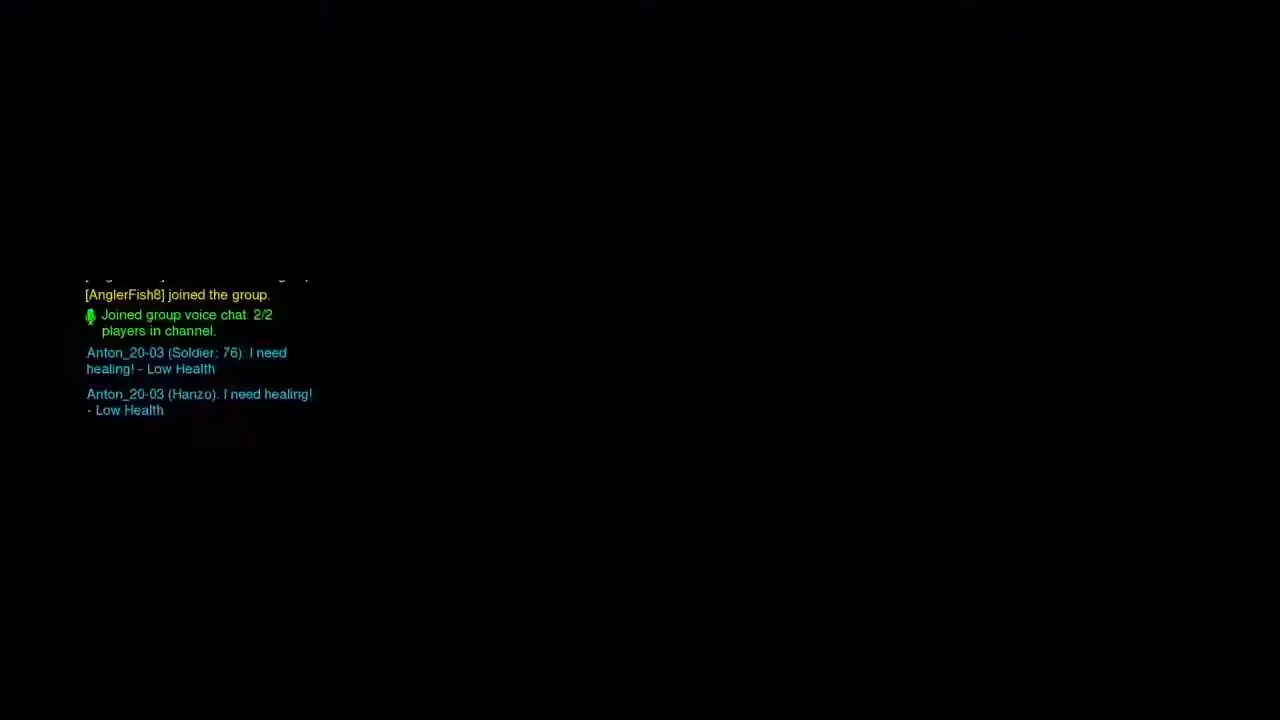 [AnglerFish8] joined the group.
Joined group voice chat. 2/2
players in channel.
Anton_20-03 (Soldier: 76): I need
healing! - Low Health
Anton_20-03 (Hanzo): I need healing!
- Low Health